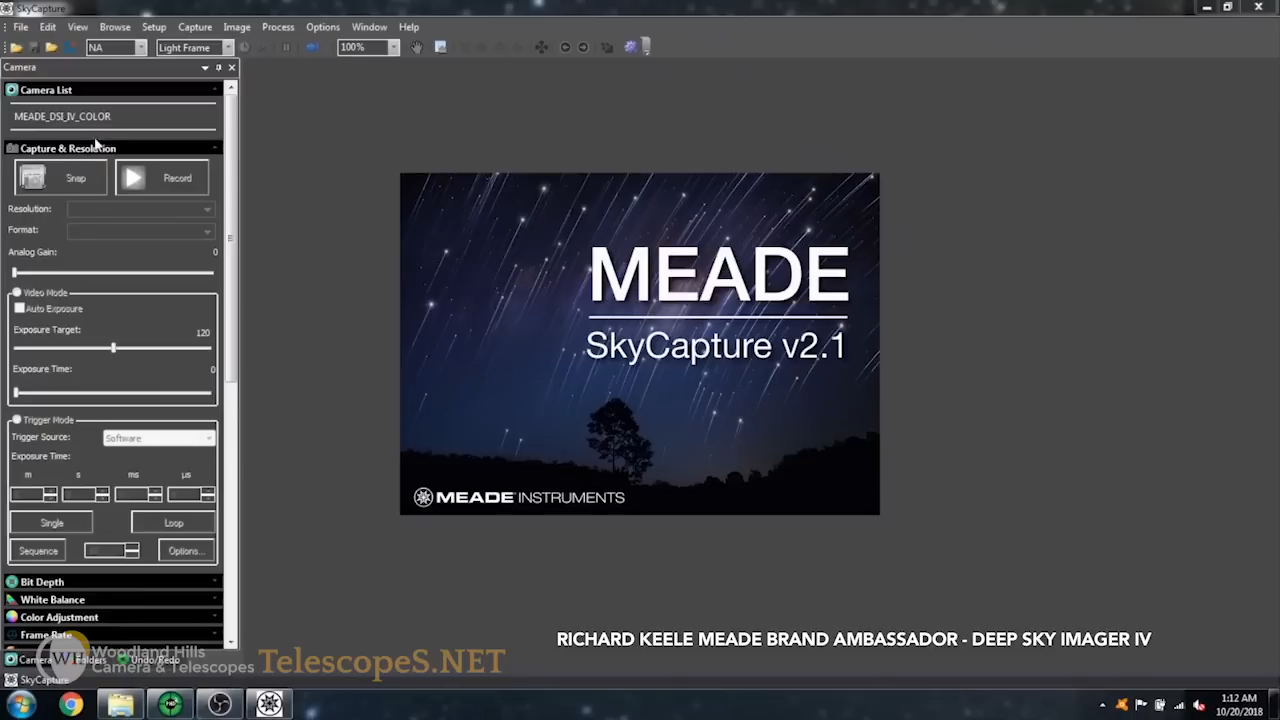 SkyCapture
File Edit View Browse Setup Capture Image Process Options Window Help
NA Light Frame 100%
Camera
Camera List
MEADE_DSI_IV_COLOR
Capture & Resolution
Snap Record
Resolution:
Format:
Analog Gain: 0
Video Mode
Auto Exposure
Exposure Target: 120
Exposure Time: 0
Trigger Mode
Trigger Source: Software
Exposure Time:
m s ms µs
Single Loop
Sequence Options...
Bit Depth
White Balance
Color Adjustment
Frame Rate
Camera Folders Undo/Redo
SkyCapture
MEADE
SkyCapture v2.1
MEADE INSTRUMENTS
RICHARD KEELE MEADE BRAND AMBASSADOR - DEEP SKY IMAGER IV
WH Woodland Hills
Camera & Telescopes TelescopeS.NET
1:12 AM
10/20/2018